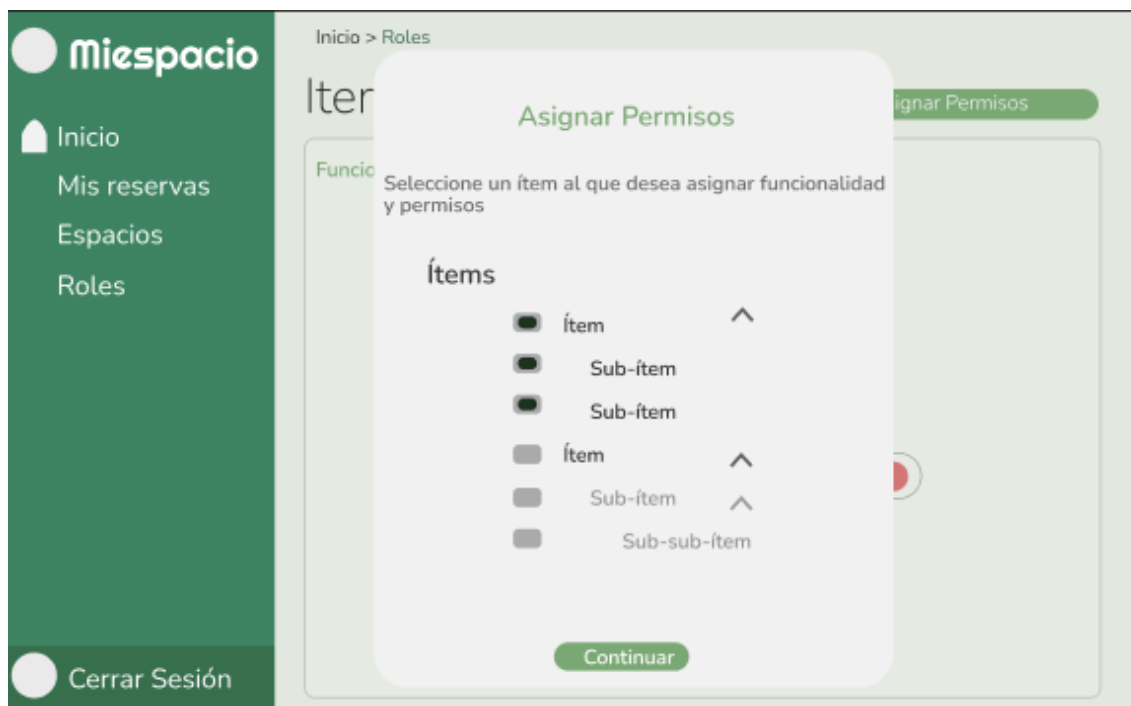 Miespacio
Inicio
Mis reservas
Espacios
Roles
Cerrar Sesión
Inicio > Roles
Iter
ignar Permisos
Funcio
Asignar Permisos
Seleccione un ítem al que desea asignar funcionalidad
y permisos
Ítems
Ítem
Sub-ítem
Sub-ítem
Ítem
Sub-ítem
Sub-sub-ítem
Continuar